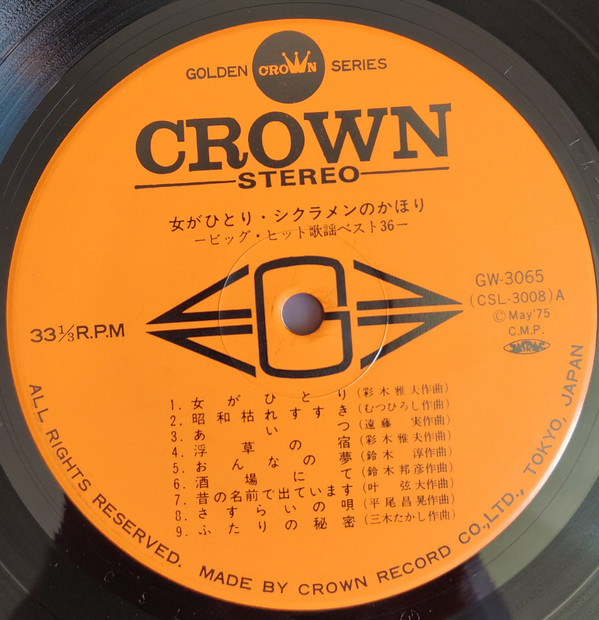 GOLDEN CROWN SERIES
CROWN
STEREO
女がひとり・シクラメンのかほり
―ビッグ・ヒット歌謡ベスト36―
G
GW-3065
(CSL-3008)A
Ⓒ May'75
C.M.P.
JASRAC
33⅓R.P.M
1. 女がひとり (彩木雅夫作曲)
2. 昭和枯れすすき (むつひろし作曲)
3. あいつ (遠藤 実作曲)
4. 浮草の宿 (彩木雅夫作曲)
5. おんなの夢 (鈴木 淳作曲)
6. 酒場にて (鈴木邦彦作曲)
7. 昔の名前で出ています (叶 弦大作曲)
8. さすらいの唄 (平尾昌晃作曲)
9. ふたりの秘密 (三木たかし作曲)
ALL RIGHTS RESERVED. MADE BY CROWN RECORD CO.,LTD., TOKYO, JAPAN